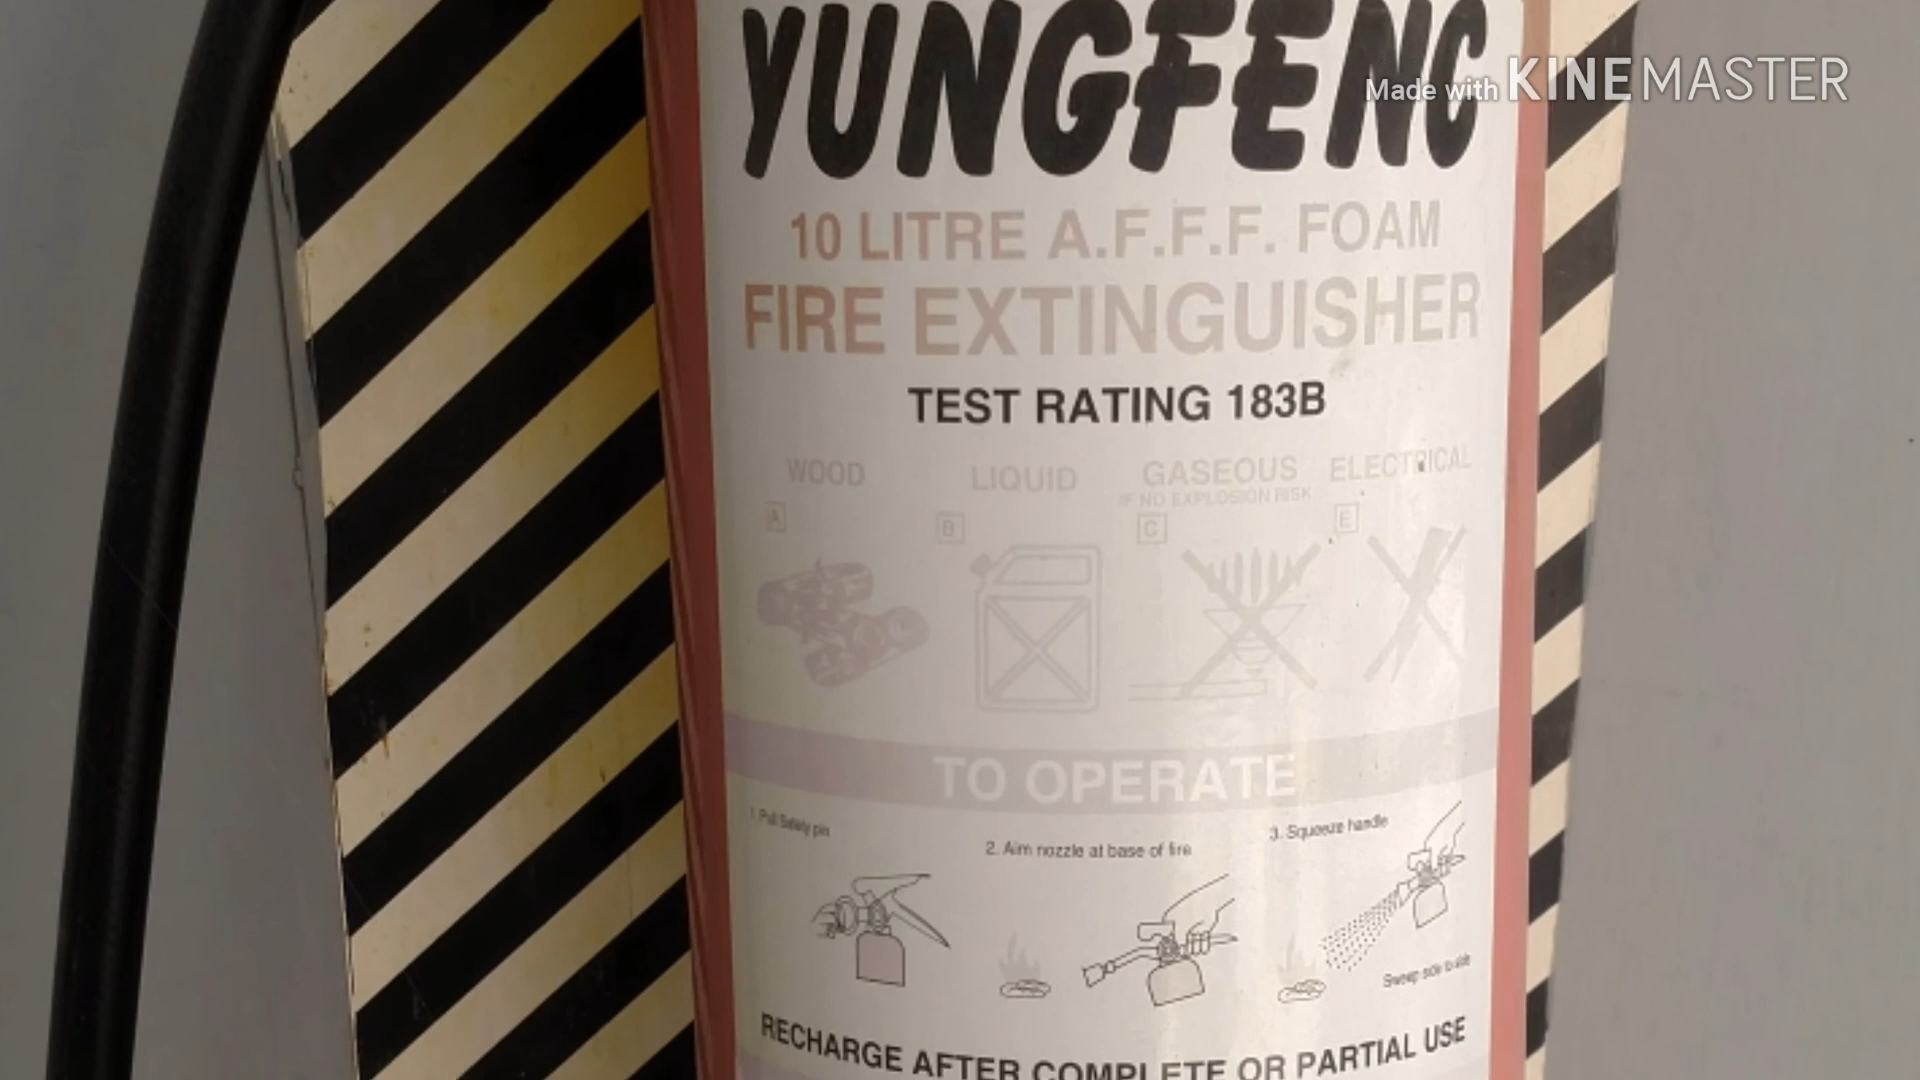 YUNGFENG
Made with KINEMASTER
10 LITRE A.F.F.F. FOAM
FIRE EXTINGUISHER
TEST RATING 183B
WOOD LIQUID GASEOUS ELECTRICAL
IF NO EXPLOSION RISK
A B C E
TO OPERATE
1. Pull Safety pin
2. Aim nozzle at base of fire
3. Squeeze handle
Sweep side to side
RECHARGE AFTER COMPLETE OR PARTIAL USE